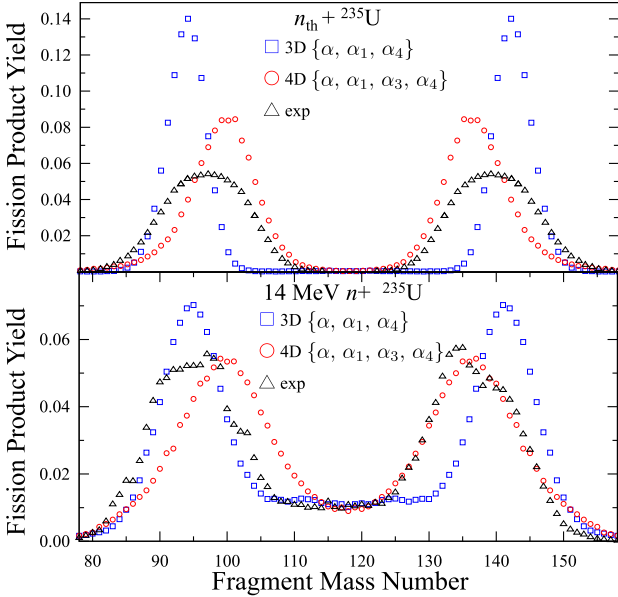 n_th + ²³⁵U
3D {α, α₁, α₄}
4D {α, α₁, α₃, α₄}
exp
Fission Product Yield
0.14
0.12
0.10
0.08
0.06
0.04
0.02
14 MeV n+ ²³⁵U
3D {α, α₁, α₄}
4D {α, α₁, α₃, α₄}
exp
Fission Product Yield
0.06
0.04
0.02
0.00
80 90 100 110 120 130 140 150
Fragment Mass Number